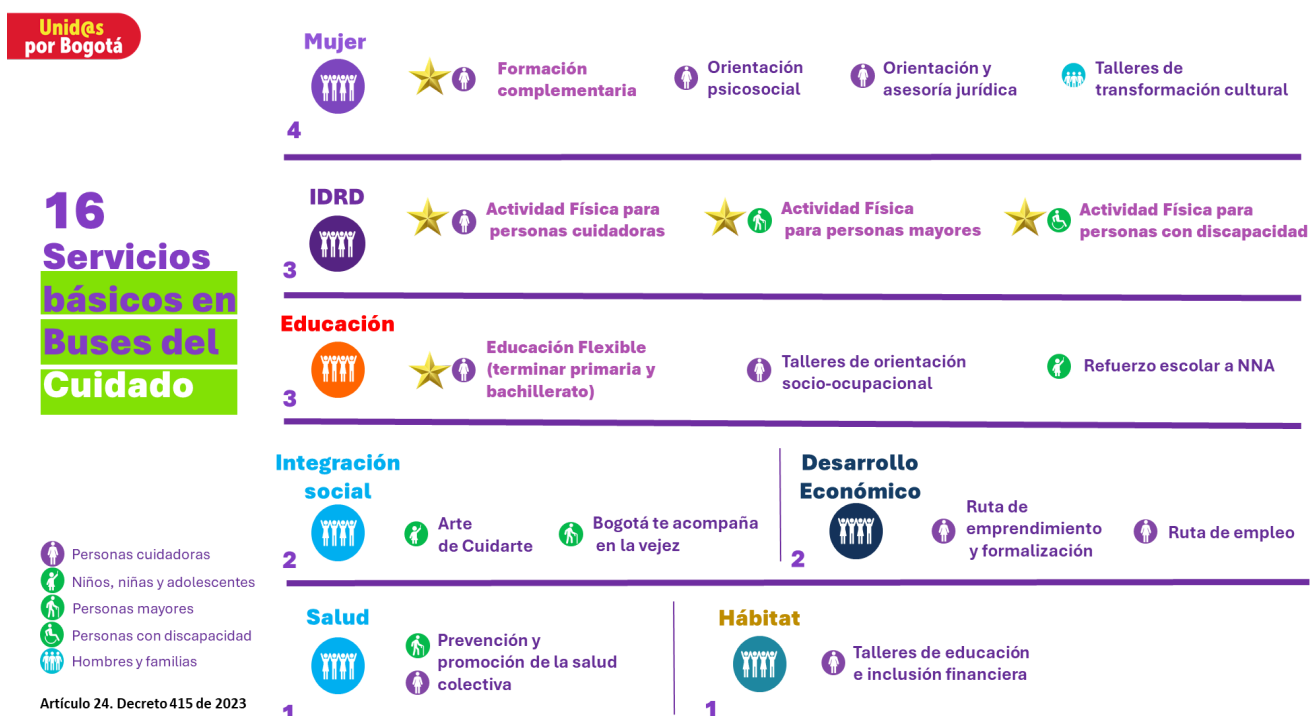 Unid@s
por Bogotá
16
Servicios
básicos en
Buses del
Cuidado
Mujer
4
Formación
complementaria
Orientación
psicosocial
Orientación y
asesoría jurídica
Talleres de
transformación cultural
IDRD
3
Actividad Física para
personas cuidadoras
Actividad Física
para personas mayores
Actividad Física para
personas con discapacidad
Educación
3
Educación Flexible
(terminar primaria y
bachillerato)
Talleres de orientación
socio-ocupacional
Refuerzo escolar a NNA
Integración
social
2
Arte
de Cuidarte
Bogotá te acompaña
en la vejez
Desarrollo
Económico
2
Ruta de
emprendimiento
y formalización
Ruta de empleo
Salud
1
Prevención y
promoción de la salud
colectiva
Hábitat
1
Talleres de educación
e inclusión financiera
Personas cuidadoras
Niños, niñas y adolescentes
Personas mayores
Personas con discapacidad
Hombres y familias
Artículo 24. Decreto 415 de 2023